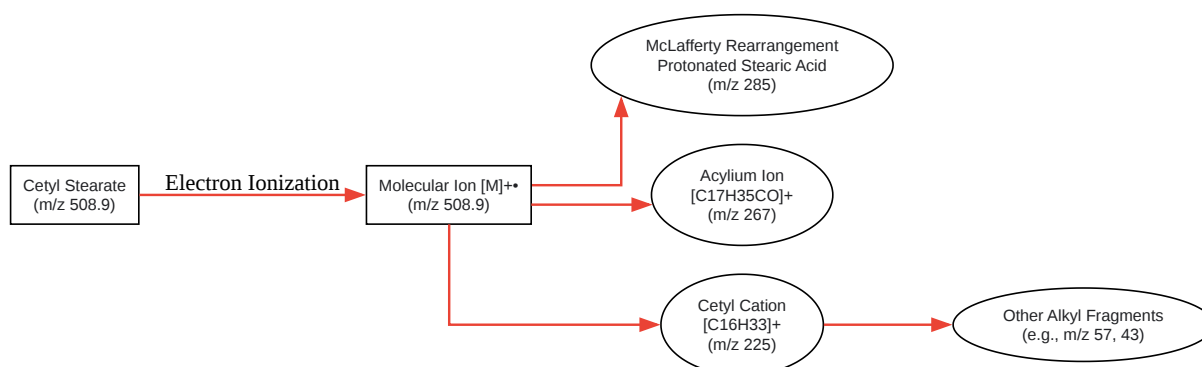 McLafferty Rearrangement
Protonated Stearic Acid
(m/z 285)
Cetyl Stearate
(m/z 508.9)
Electron Ionization
Molecular Ion [M]+•
(m/z 508.9)
Acylium Ion
[C17H35CO]+
(m/z 267)
Cetyl Cation
[C16H33]+
(m/z 225)
Other Alkyl Fragments
(e.g., m/z 57, 43)